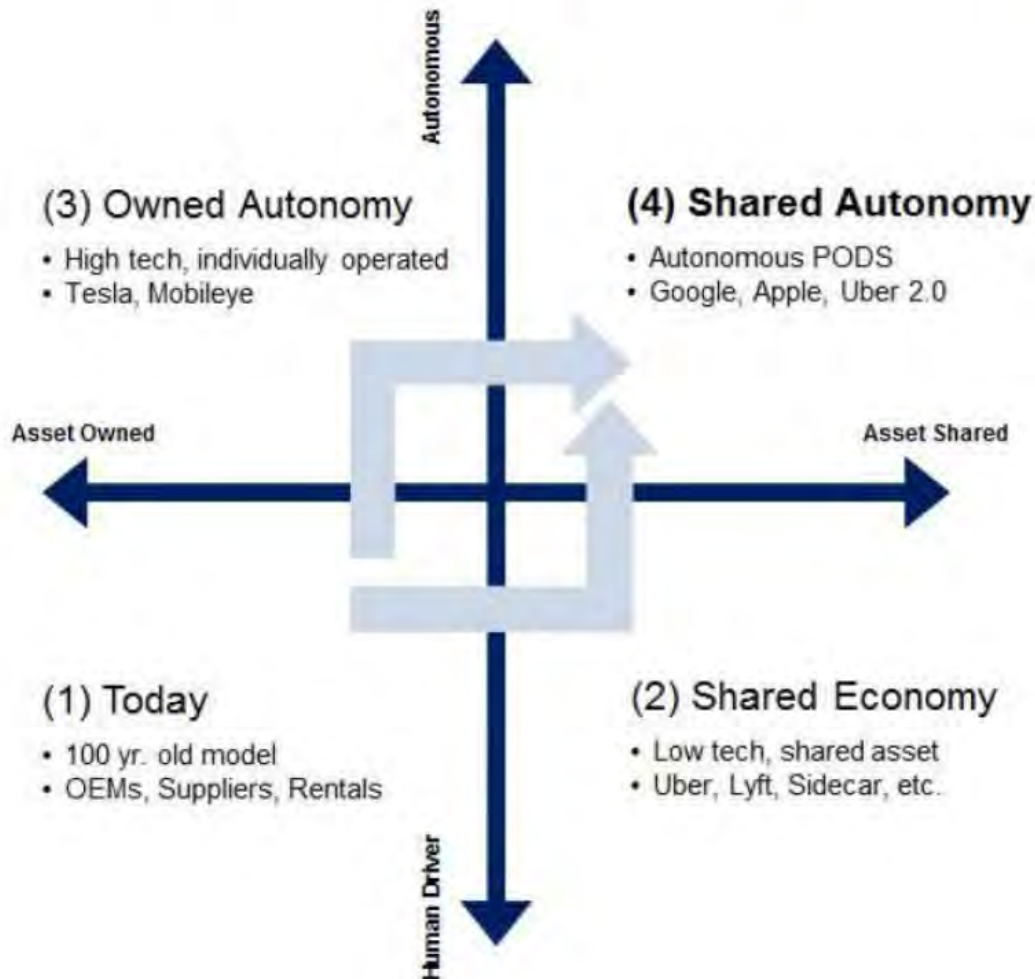 Autonomous
(3) Owned Autonomy
• High tech, individually operated
• Tesla, Mobileye
(4) Shared Autonomy
• Autonomous PODS
• Google, Apple, Uber 2.0
Asset Owned
Asset Shared
(1) Today
• 100 yr. old model
• OEMs, Suppliers, Rentals
(2) Shared Economy
• Low tech, shared asset
• Uber, Lyft, Sidecar, etc.
Human Driver